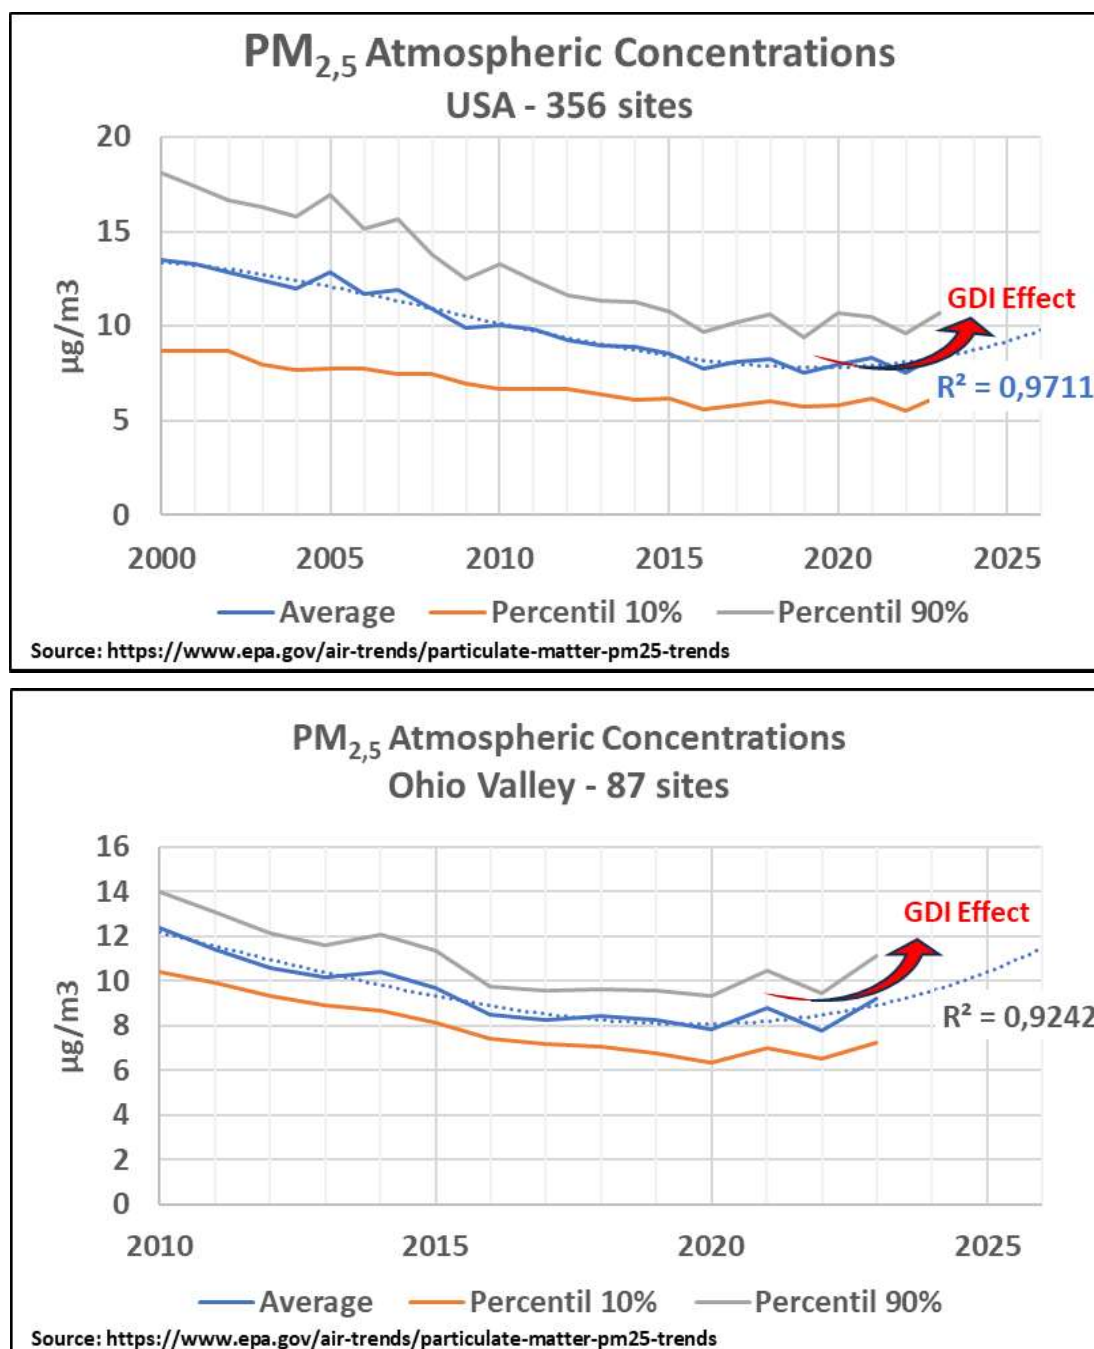 PM2,5 Atmospheric Concentrations
USA - 356 sites
20
15
10
5
0
µg/m3
GDI Effect
R² = 0,9711
2000 2005 2010 2015 2020 2025
Average Percentil 10% Percentil 90%
Source: https://www.epa.gov/air-trends/particulate-matter-pm25-trends
PM2,5 Atmospheric Concentrations
Ohio Valley - 87 sites
16
14
12
10
8
6
4
2
0
µg/m3
GDI Effect
R² = 0,9242
2010 2015 2020 2025
Average Percentil 10% Percentil 90%
Source: https://www.epa.gov/air-trends/particulate-matter-pm25-trends